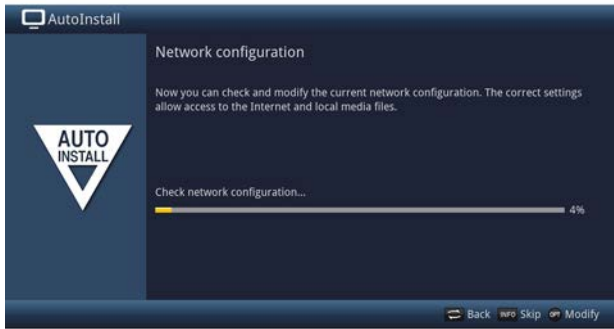 AutoInstall
Network configuration
Now you can check and modify the current network configuration. The correct settings
allow access to the Internet and local media files.
AUTO
INSTALL
Check network configuration...
4%
Back INFO Skip OPT Modify